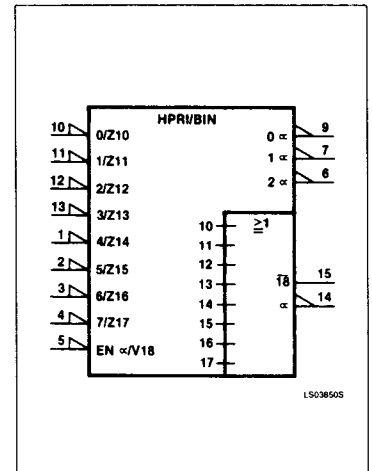 HPRI/BIN
10 0/Z10
11 1/Z11
12 2/Z12
13 3/Z13
1 4/Z14
2 5/Z15
3 6/Z16
4 7/Z17
5 EN ∝/V18
0 ∝ 9
1 ∝ 7
2 ∝ 6
≥1
10
11
12
13
14
15
16
17
1̅8̅ 15
∝ 14
LS03850S